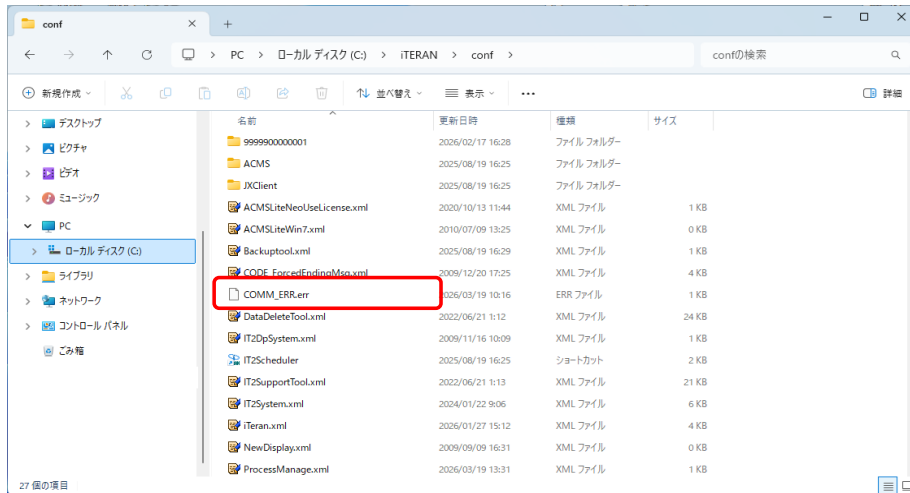 conf
PC > ローカル ディスク (C:) > iTERAN > conf >
confの検索
新規作成
並べ替え
表示
詳細
名前 更新日時 種類 サイズ
デスクトップ
ピクチャ
ビデオ
ミュージック
PC
ローカル ディスク (C:)
ライブラリ
ネットワーク
コントロール パネル
ごみ箱
9999900000001 2026/02/17 16:28 ファイル フォルダー
ACMS 2025/08/19 16:25 ファイル フォルダー
JXClient 2025/08/19 16:25 ファイル フォルダー
ACMSLiteNeoUseLicense.xml 2020/10/13 11:44 XML ファイル 1 KB
ACMSLiteWin7.xml 2010/07/09 13:25 XML ファイル 0 KB
Backuptool.xml 2025/08/19 16:29 XML ファイル 1 KB
CODE_ForcedEndingMsg.xml 2009/12/20 17:25 XML ファイル 4 KB
COMM_ERR.err 2026/03/19 10:16 ERR ファイル 1 KB
DataDeleteTool.xml 2022/06/21 1:12 XML ファイル 24 KB
IT2DpSystem.xml 2009/11/16 10:09 XML ファイル 1 KB
IT2Scheduler 2025/08/19 16:25 ショートカット 2 KB
IT2SupportTool.xml 2022/06/21 1:13 XML ファイル 21 KB
IT2System.xml 2024/01/22 9:06 XML ファイル 6 KB
iTeran.xml 2026/01/27 15:12 XML ファイル 4 KB
NewDisplay.xml 2009/09/09 16:31 XML ファイル 0 KB
ProcessManage.xml 2026/03/19 13:31 XML ファイル 1 KB
27 個の項目